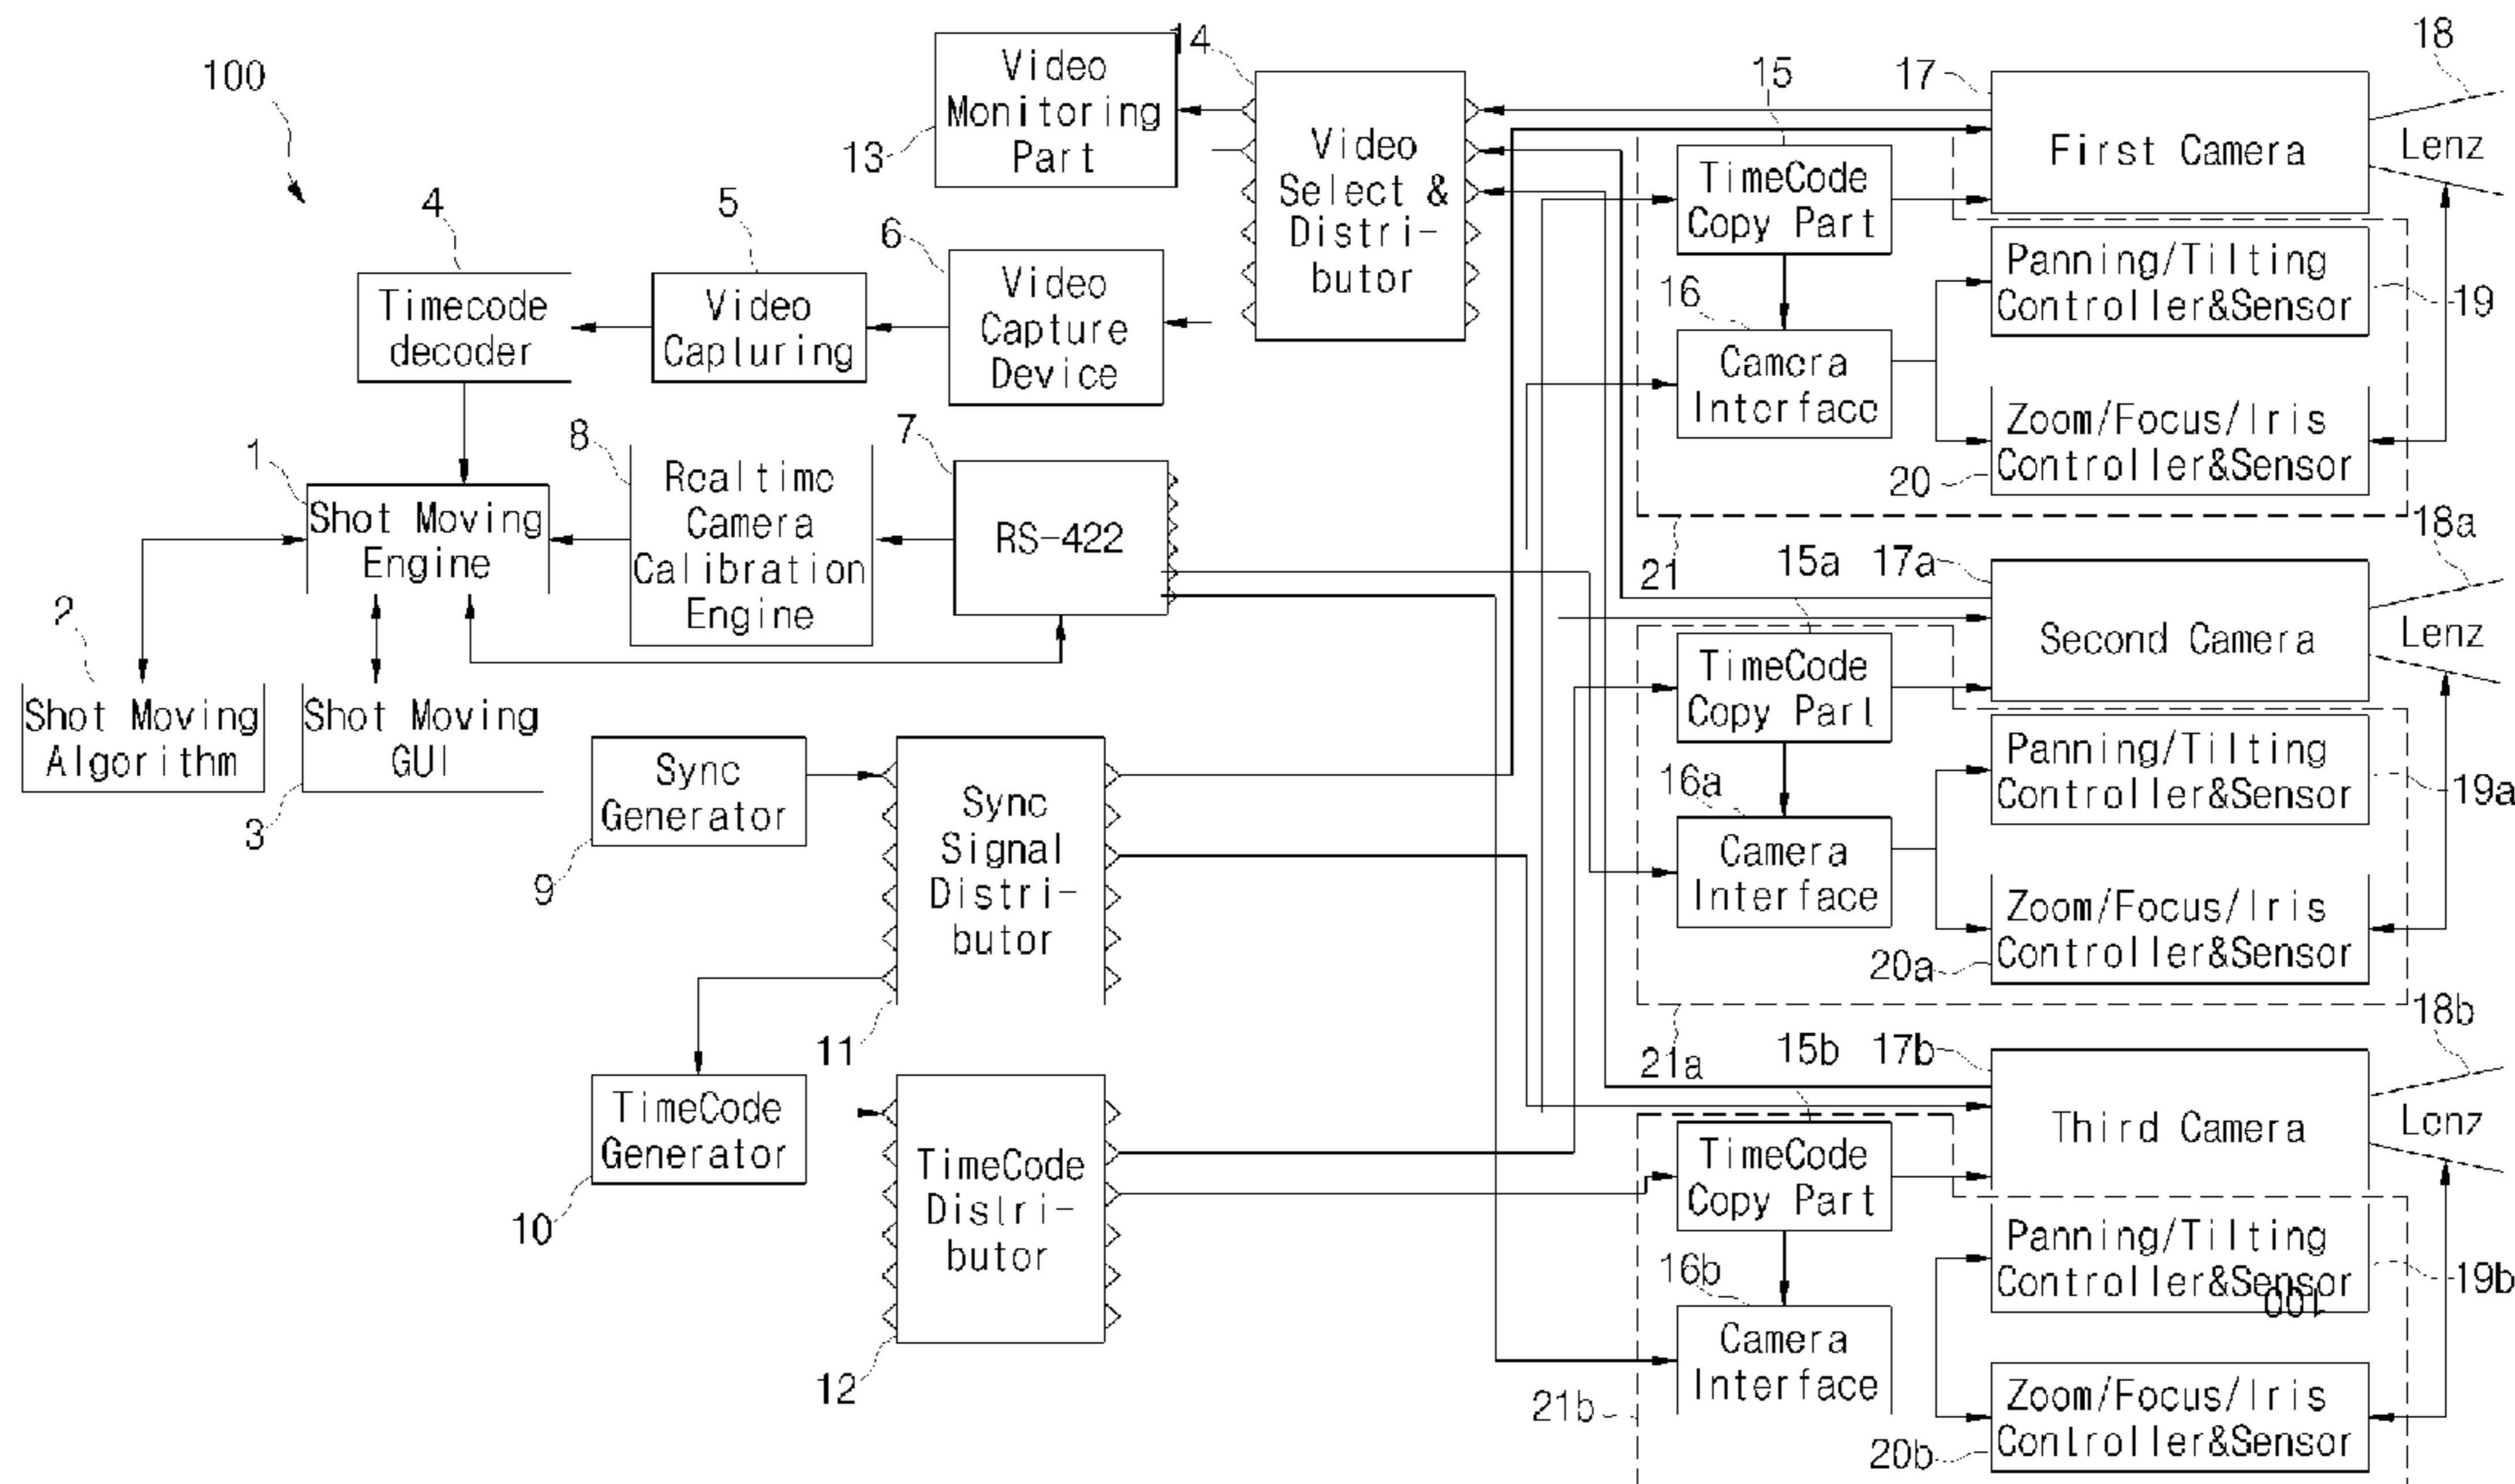 100
Video
Monitoring
Part
13
14
Video
Select &
Distri-
butor
15
17
18
First Camera
Lenz
TimeCode
Copy Part
16
Camera
Interface
Panning/Tilting
Controller&Sensor
19
Zoom/Focus/Iris
Controller&Sensor
20
21
4
Timecode
decoder
5
Video
Capturing
6
Video
Capture
Device
1
Shot Moving
Engine
8
Realtime
Camera
Calibration
Engine
7
RS-422
2
Shot Moving
Algorithm
Shot Moving
GUI
3
15a
17a
18a
Second Camera
Lenz
TimeCode
Copy Part
16a
Camera
Interface
Panning/Tilting
Controller&Sensor
19a
Zoom/Focus/Iris
Controller&Sensor
20a
21a
Sync
Generator
9
Sync
Signal
Distri-
butor
11
TimeCode
Generator
10
TimeCode
Distri-
butor
12
15b
17b
18b
Third Camera
Lenz
TimeCode
Copy Part
16b
Camera
Interface
21b
Panning/Tilting
Controller&Sensor
19b
100
Zoom/Focus/Iris
Controller&Sensor
20b